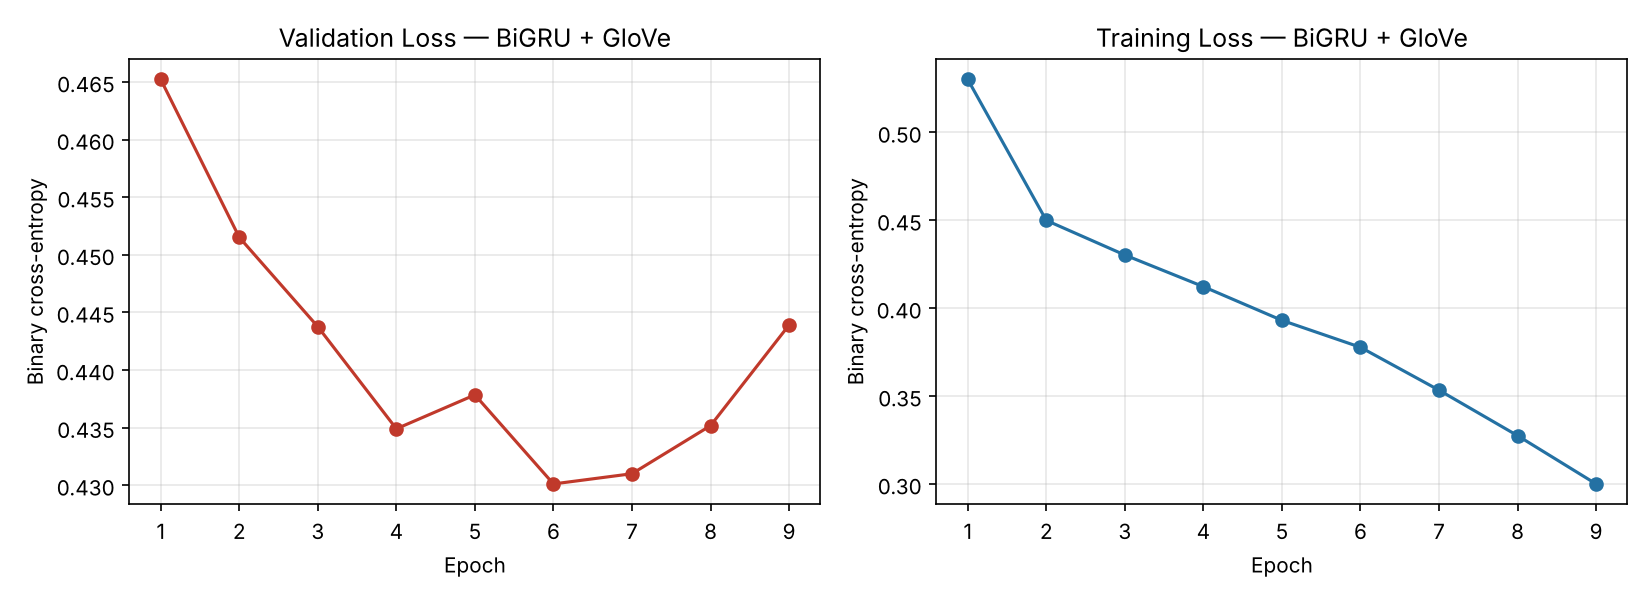 Validation Loss — BiGRU + GloVe
Binary cross-entropy
0.465
0.460
0.455
0.450
0.445
0.440
0.435
0.430
1 2 3 4 5 6 7 8 9
Epoch
Training Loss — BiGRU + GloVe
Binary cross-entropy
0.50
0.45
0.40
0.35
0.30
1 2 3 4 5 6 7 8 9
Epoch